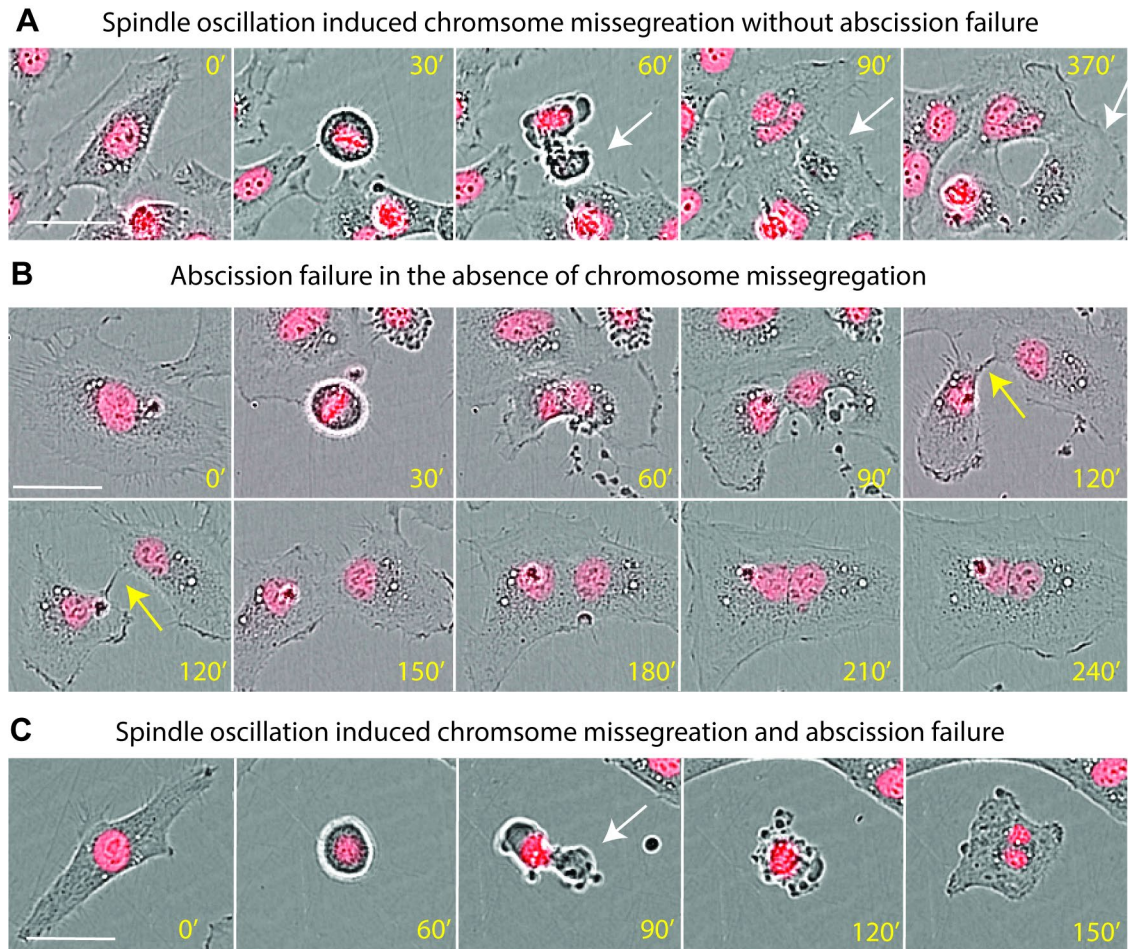 A Spindle oscillation induced chromsome missegreation without abscission failure
0′ 30′ 60′ 90′ 370′
B Abscission failure in the absence of chromosome missegregation
0′ 30′ 60′ 90′ 120′
120′ 150′ 180′ 210′ 240′
C Spindle oscillation induced chromsome missegreation and abscission failure
0′ 60′ 90′ 120′ 150′